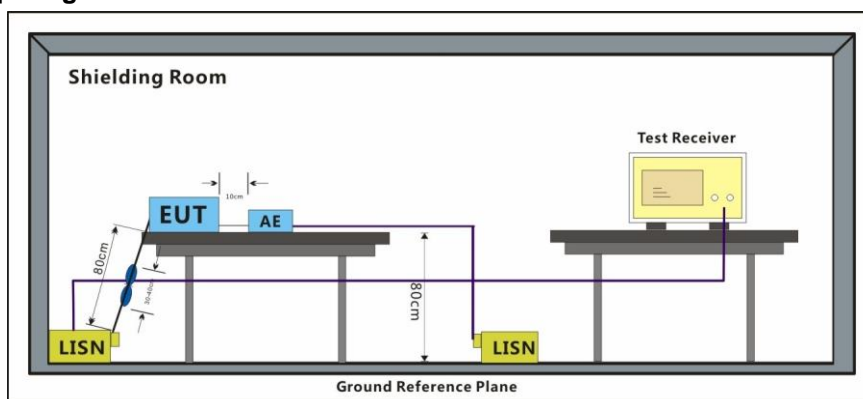 Shielding Room
Test Receiver
10cm
EUT
AE
80cm
30-40cm
80cm
LISN
LISN
Ground Reference Plane